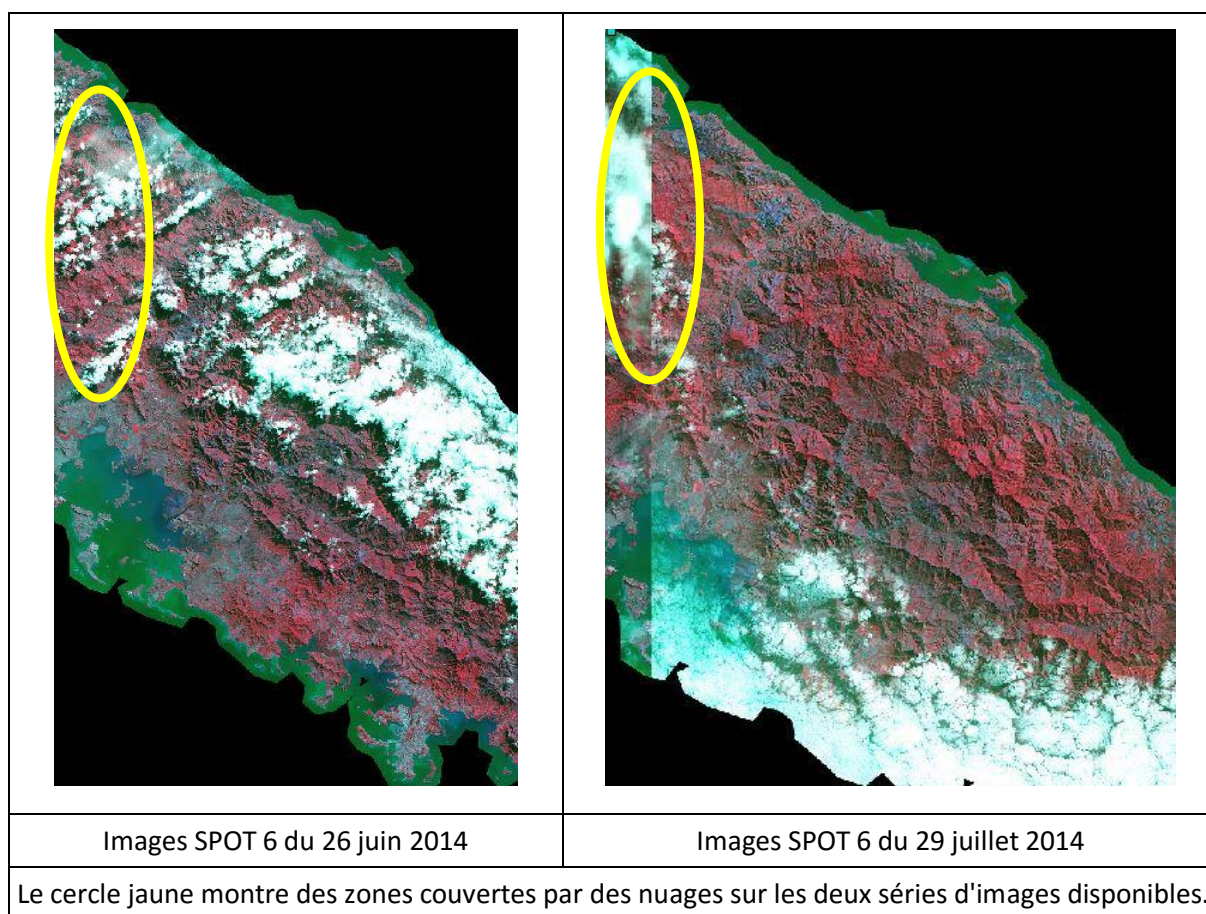 Images SPOT 6 du 26 juin 2014
Images SPOT 6 du 29 juillet 2014
Le cercle jaune montre des zones couvertes par des nuages sur les deux séries d'images disponibles.